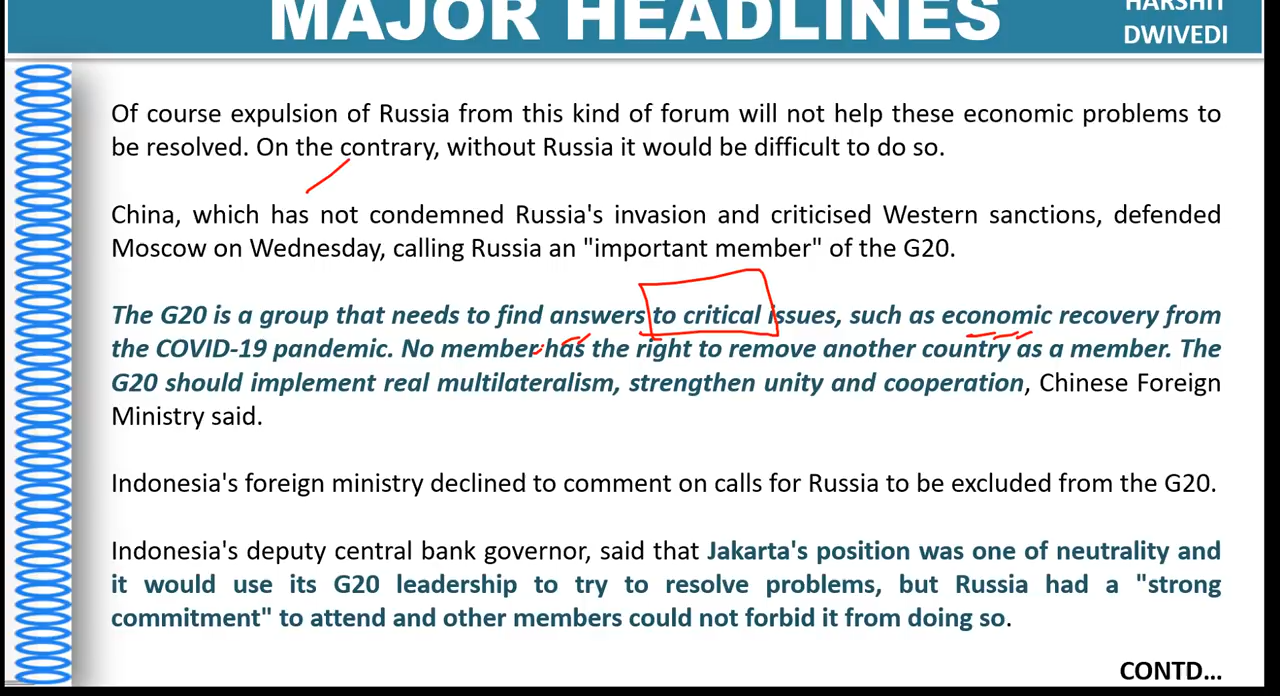 MAJOR HEADLINES
HARSHIT
DWIVEDI
Of course expulsion of Russia from this kind of forum will not help these economic problems to
be resolved. On the contrary, without Russia it would be difficult to do so.
China, which has not condemned Russia's invasion and criticised Western sanctions, defended
Moscow on Wednesday, calling Russia an "important member" of the G20.
The G20 is a group that needs to find answers to critical issues, such as economic recovery from
the COVID-19 pandemic. No member has the right to remove another country as a member. The
G20 should implement real multilateralism, strengthen unity and cooperation, Chinese Foreign
Ministry said.
Indonesia's foreign ministry declined to comment on calls for Russia to be excluded from the G20.
Indonesia's deputy central bank governor, said that Jakarta's position was one of neutrality and
it would use its G20 leadership to try to resolve problems, but Russia had a "strong
commitment" to attend and other members could not forbid it from doing so.
CONTD...